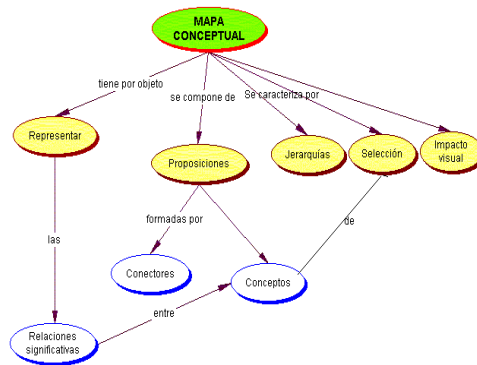 MAPA
CONCEPTUAL
tiene por objeto
se compone de
Se caracteriza por
Representar
Proposiciones
Jerarquías
Selección
Impacto
visual
formadas por
las
de
Conectores
Conceptos
entre
Relaciones
significativas